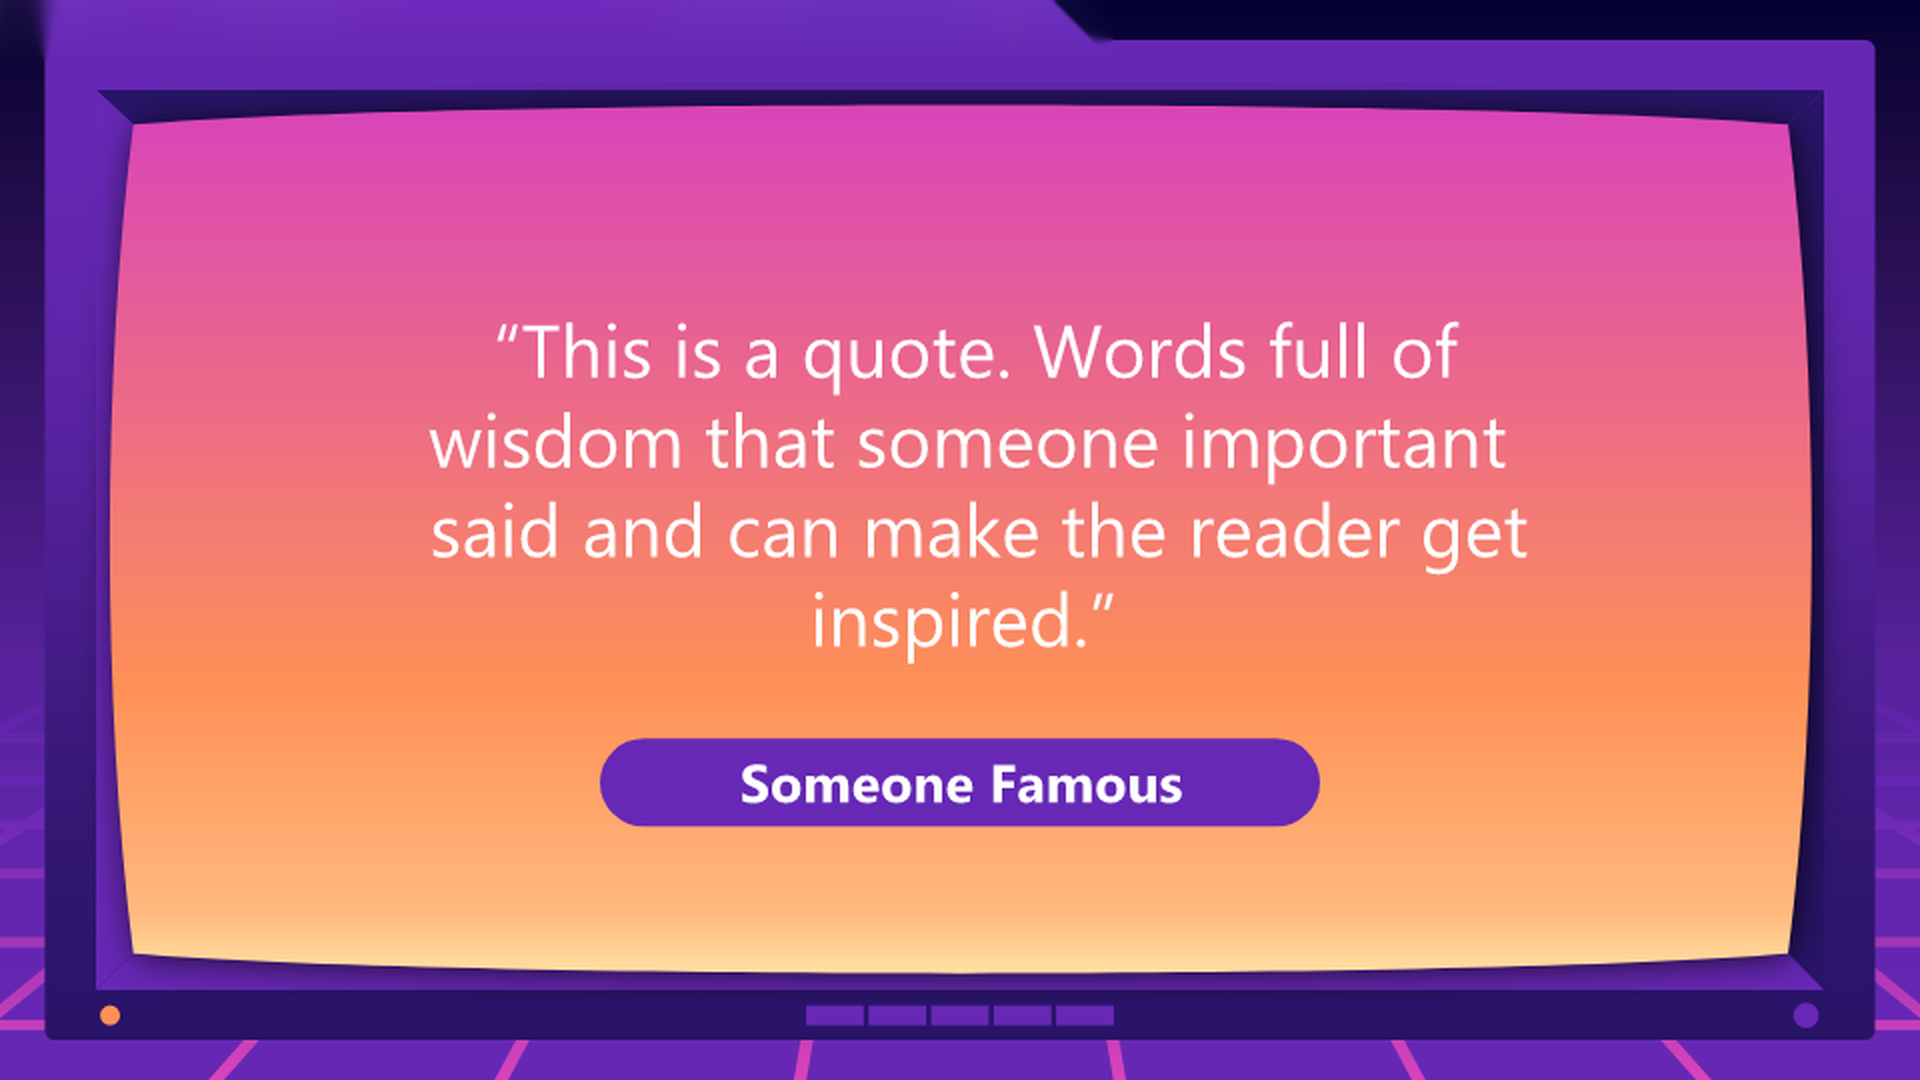 “This is a quote. Words full of
wisdom that someone important
said and can make the reader get
inspired.”
Someone Famous